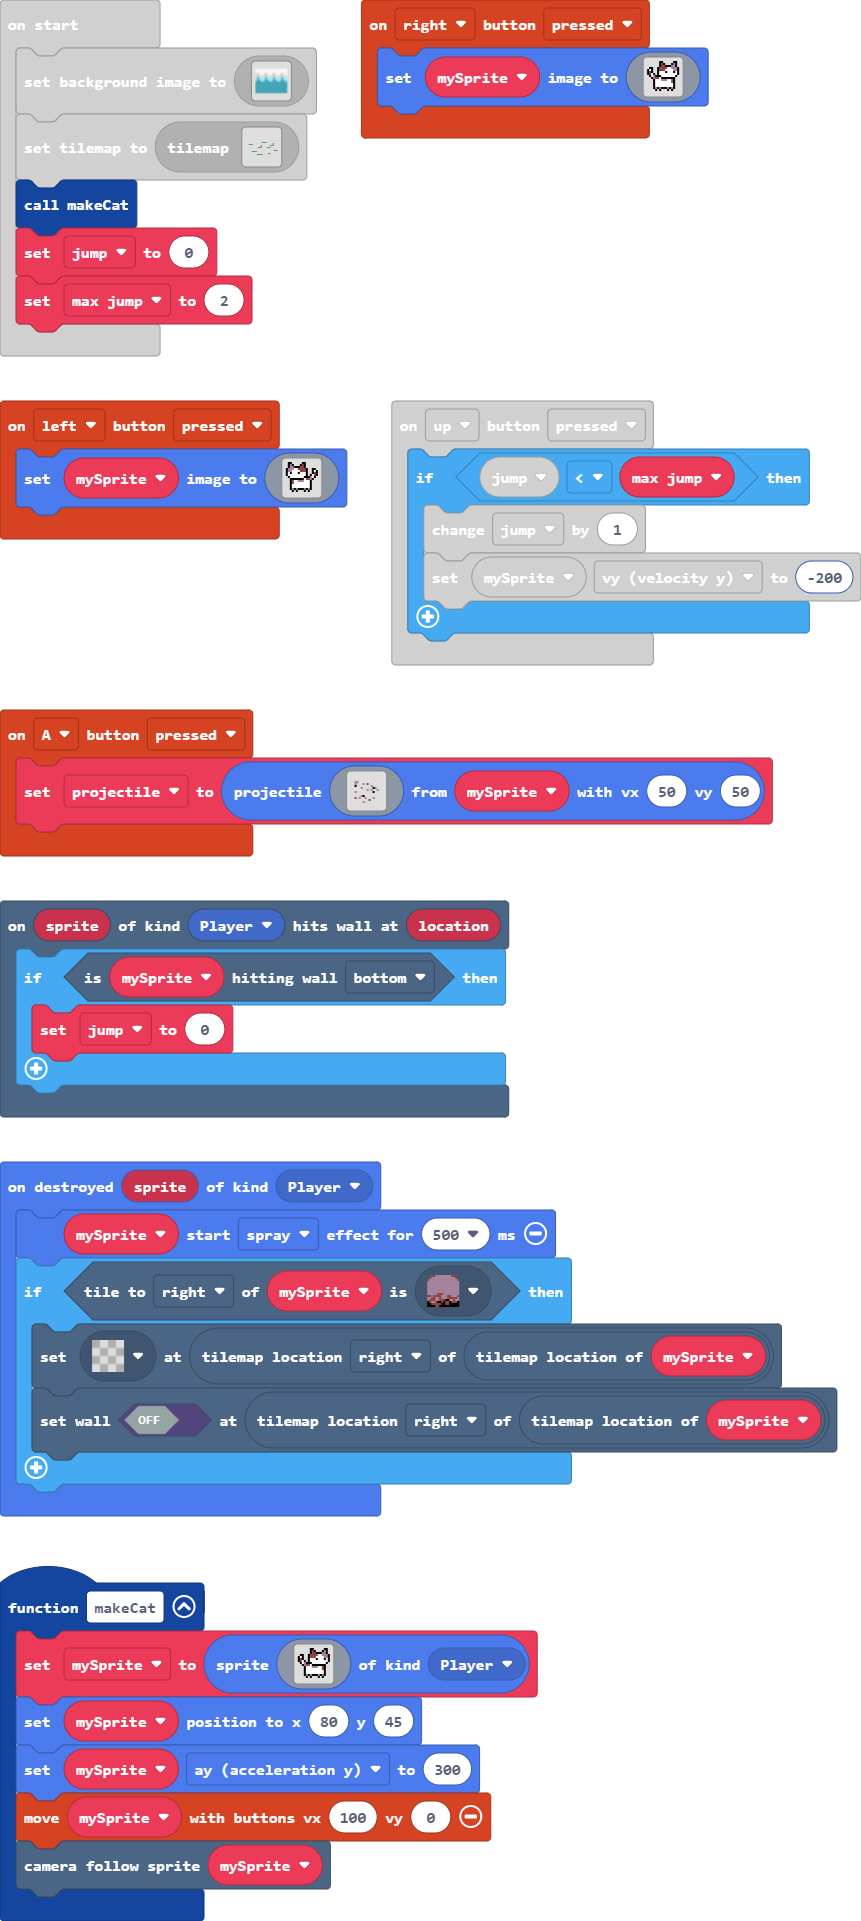 on start
set background image to
set tilemap to tilemap
call makeCat
set jump to 0
set max jump to 2
on right button pressed
set mySprite image to
on left button pressed
set mySprite image to
on up button pressed
if jump < max jump then
change jump by 1
set mySprite vy (velocity y) to -200
on A button pressed
set projectile to projectile from mySprite with vx 50 vy 50
on sprite of kind Player hits wall at location
if is mySprite hitting wall bottom then
set jump to 0
on destroyed sprite of kind Player
mySprite start spray effect for 500 ms
if tile to right of mySprite is then
set at tilemap location right of tilemap location of mySprite
set wall OFF at tilemap location right of tilemap location of mySprite
function makeCat
set mySprite to sprite of kind Player
set mySprite position to x 80 y 45
set mySprite ay (acceleration y) to 300
move mySprite with buttons vx 100 vy 0
camera follow sprite mySprite